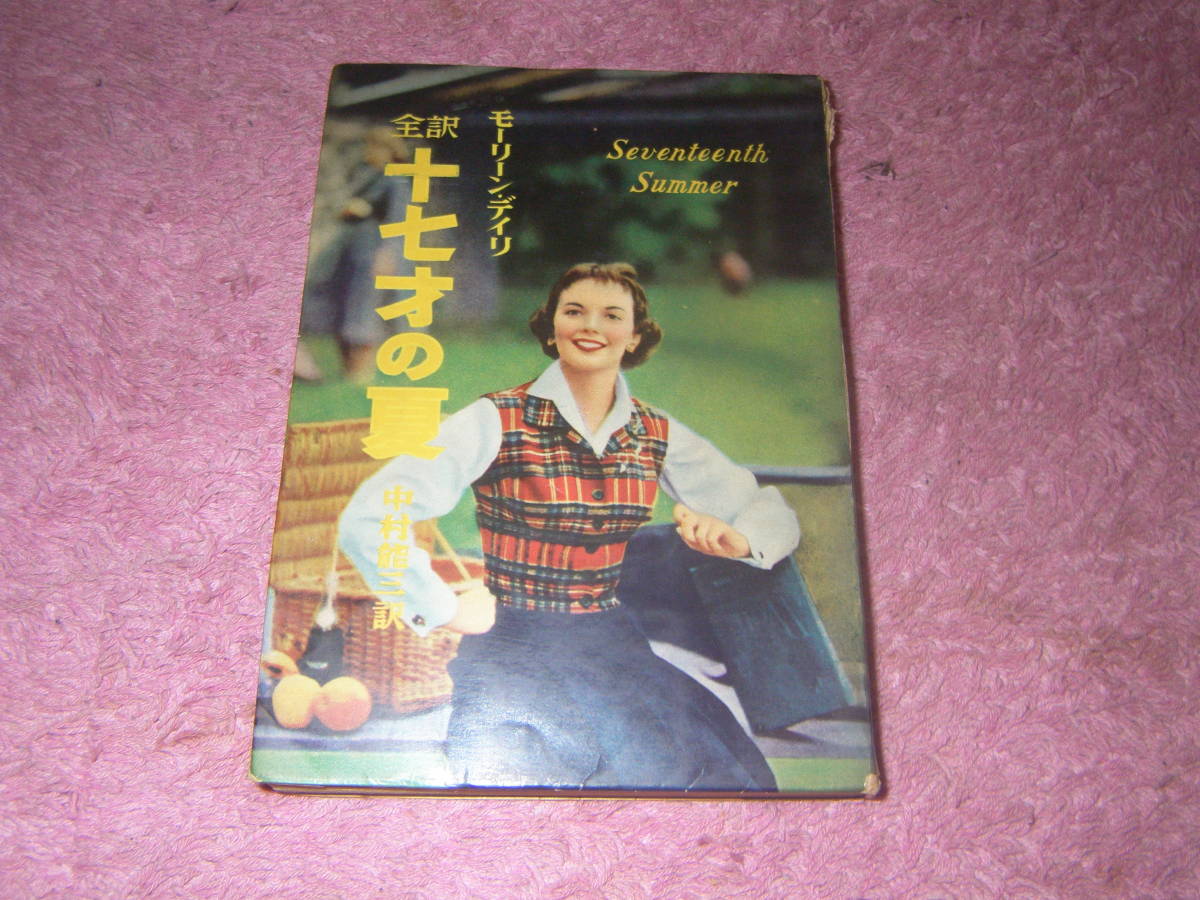 モーリーン・デイリ
全訳
十七才の夏
中村能三訳
Seventeenth
Summer